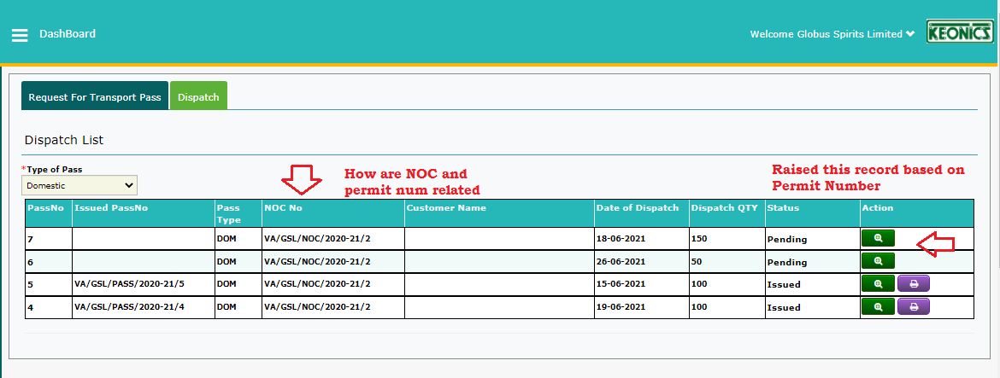 DashBoard
Welcome Globus Spirits Limited
KEONICS
Request For Transport Pass
Dispatch
Dispatch List
*Type of Pass
Domestic
How are NOC and
permit num related
Raised this record based on
Permit Number
PassNo Issued PassNo Pass Type NOC No Customer Name Date of Dispatch Dispatch QTY Status Action
7 DOM VA/GSL/NOC/2020-21/2 18-06-2021 150 Pending
6 DOM VA/GSL/NOC/2020-21/2 26-06-2021 50 Pending
5 VA/GSL/PASS/2020-21/5 DOM VA/GSL/NOC/2020-21/2 15-06-2021 100 Issued
4 VA/GSL/PASS/2020-21/4 DOM VA/GSL/NOC/2020-21/2 19-06-2021 100 Issued